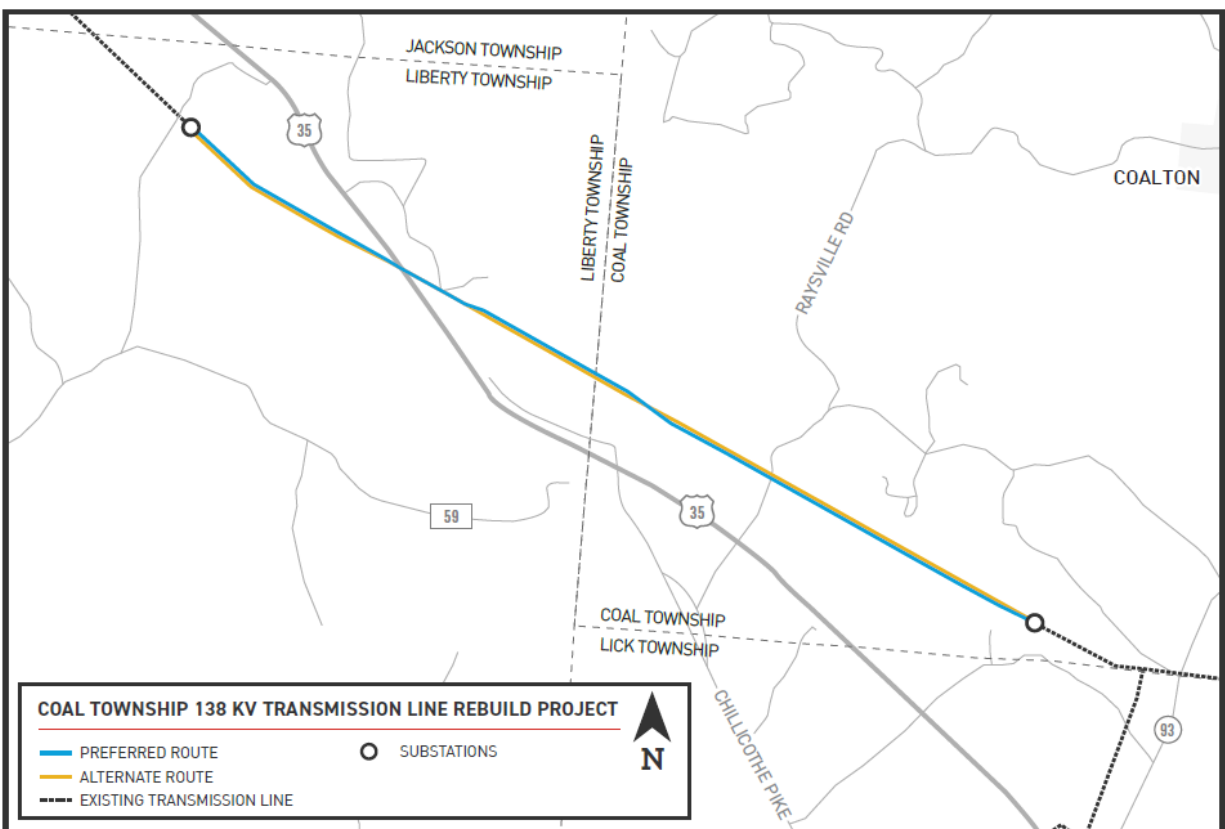 JACKSON TOWNSHIP
LIBERTY TOWNSHIP
35
LIBERTY TOWNSHIP
COAL TOWNSHIP
COALTON
RAYSVILLE RD
59
35
COAL TOWNSHIP
LICK TOWNSHIP
CHILLICOTHE PIKE
93
COAL TOWNSHIP 138 KV TRANSMISSION LINE REBUILD PROJECT
PREFERRED ROUTE
SUBSTATIONS
ALTERNATE ROUTE
EXISTING TRANSMISSION LINE
N